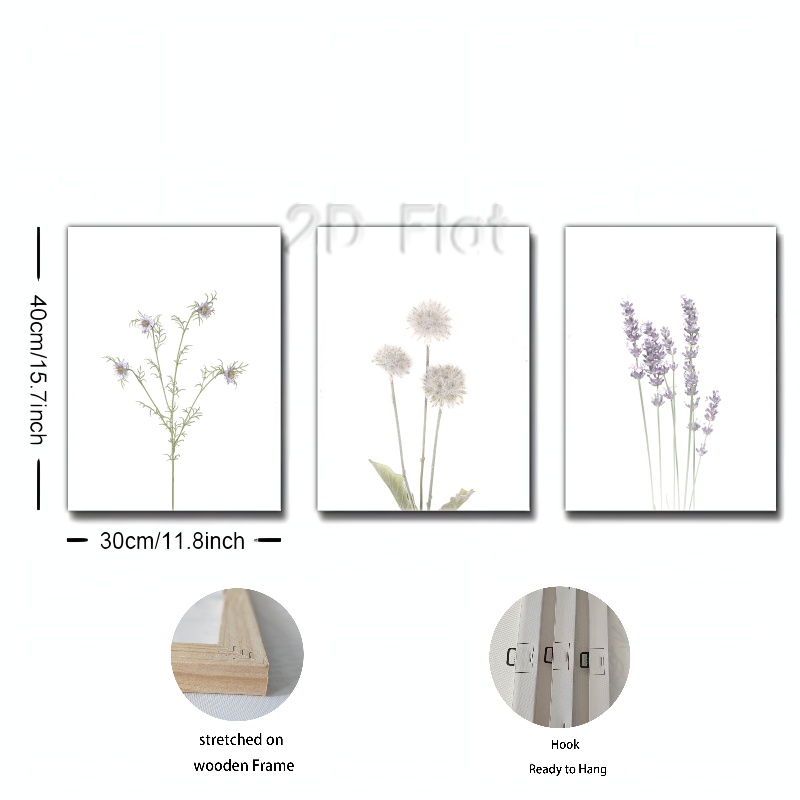 2D Flat
40cm/15.7inch
30cm/11.8inch
stretched on
wooden Frame
Hook
Ready to Hang